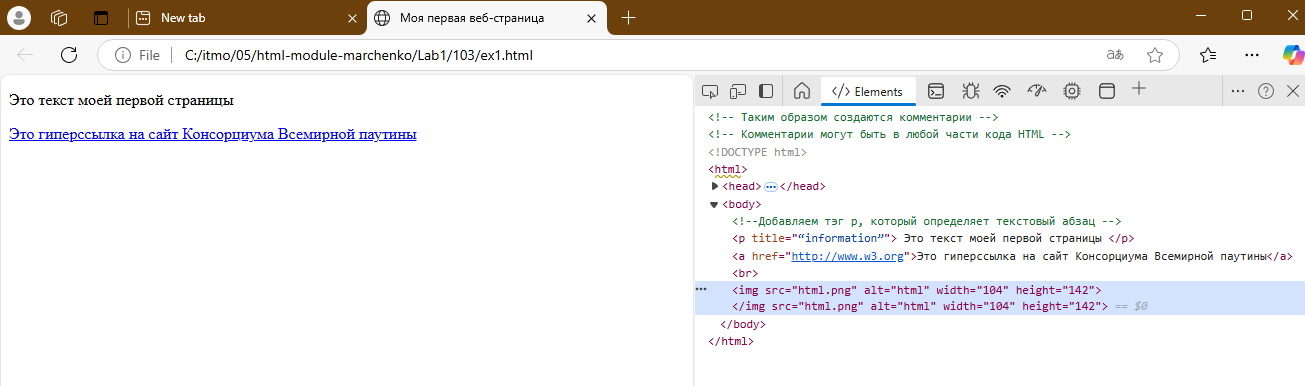 New tab
Моя первая веб-страница
File
C:/itmo/05/html-module-marchenko/Lab1/103/ex1.html
аあ
Это текст моей первой страницы
Это гиперссылка на сайт Консорциума Всемирной паутины
Elements
<!-- Таким образом создаются комментарии -->
<!-- Комментарии могут быть в любой части кода HTML -->
<!DOCTYPE html>
<html>
<head> ••• </head>
<body>
<!--Добавляем тэг p, который определяет текстовый абзац -->
<p title="“information”"> Это текст моей первой страницы </p>
<a href="http://www.w3.org">Это гиперссылка на сайт Консорциума Всемирной паутины</a>
<br>
<img src="html.png" alt="html" width="104" height="142">
</img src="html.png" alt="html" width="104" height="142"> == $0
</body>
</html>